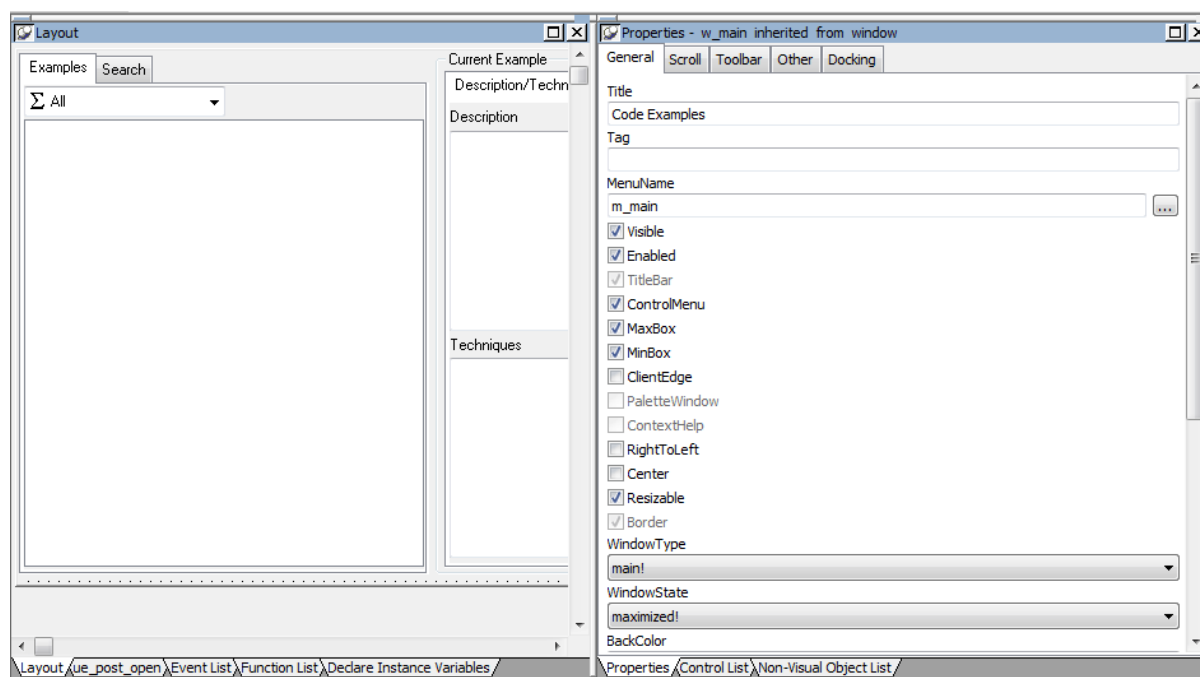 Layout
Examples
Search
Σ All
Current Example
Description/Techn
Description
Techniques
Layout
ue_post_open
Event List
Function List
Declare Instance Variables
Properties - w_main inherited from window
General
Scroll
Toolbar
Other
Docking
Title
Code Examples
Tag
MenuName
m_main
...
Visible
Enabled
TitleBar
ControlMenu
MaxBox
MinBox
ClientEdge
PaletteWindow
ContextHelp
RightToLeft
Center
Resizable
Border
WindowType
main!
WindowState
maximized!
BackColor
Properties
Control List
Non-Visual Object List